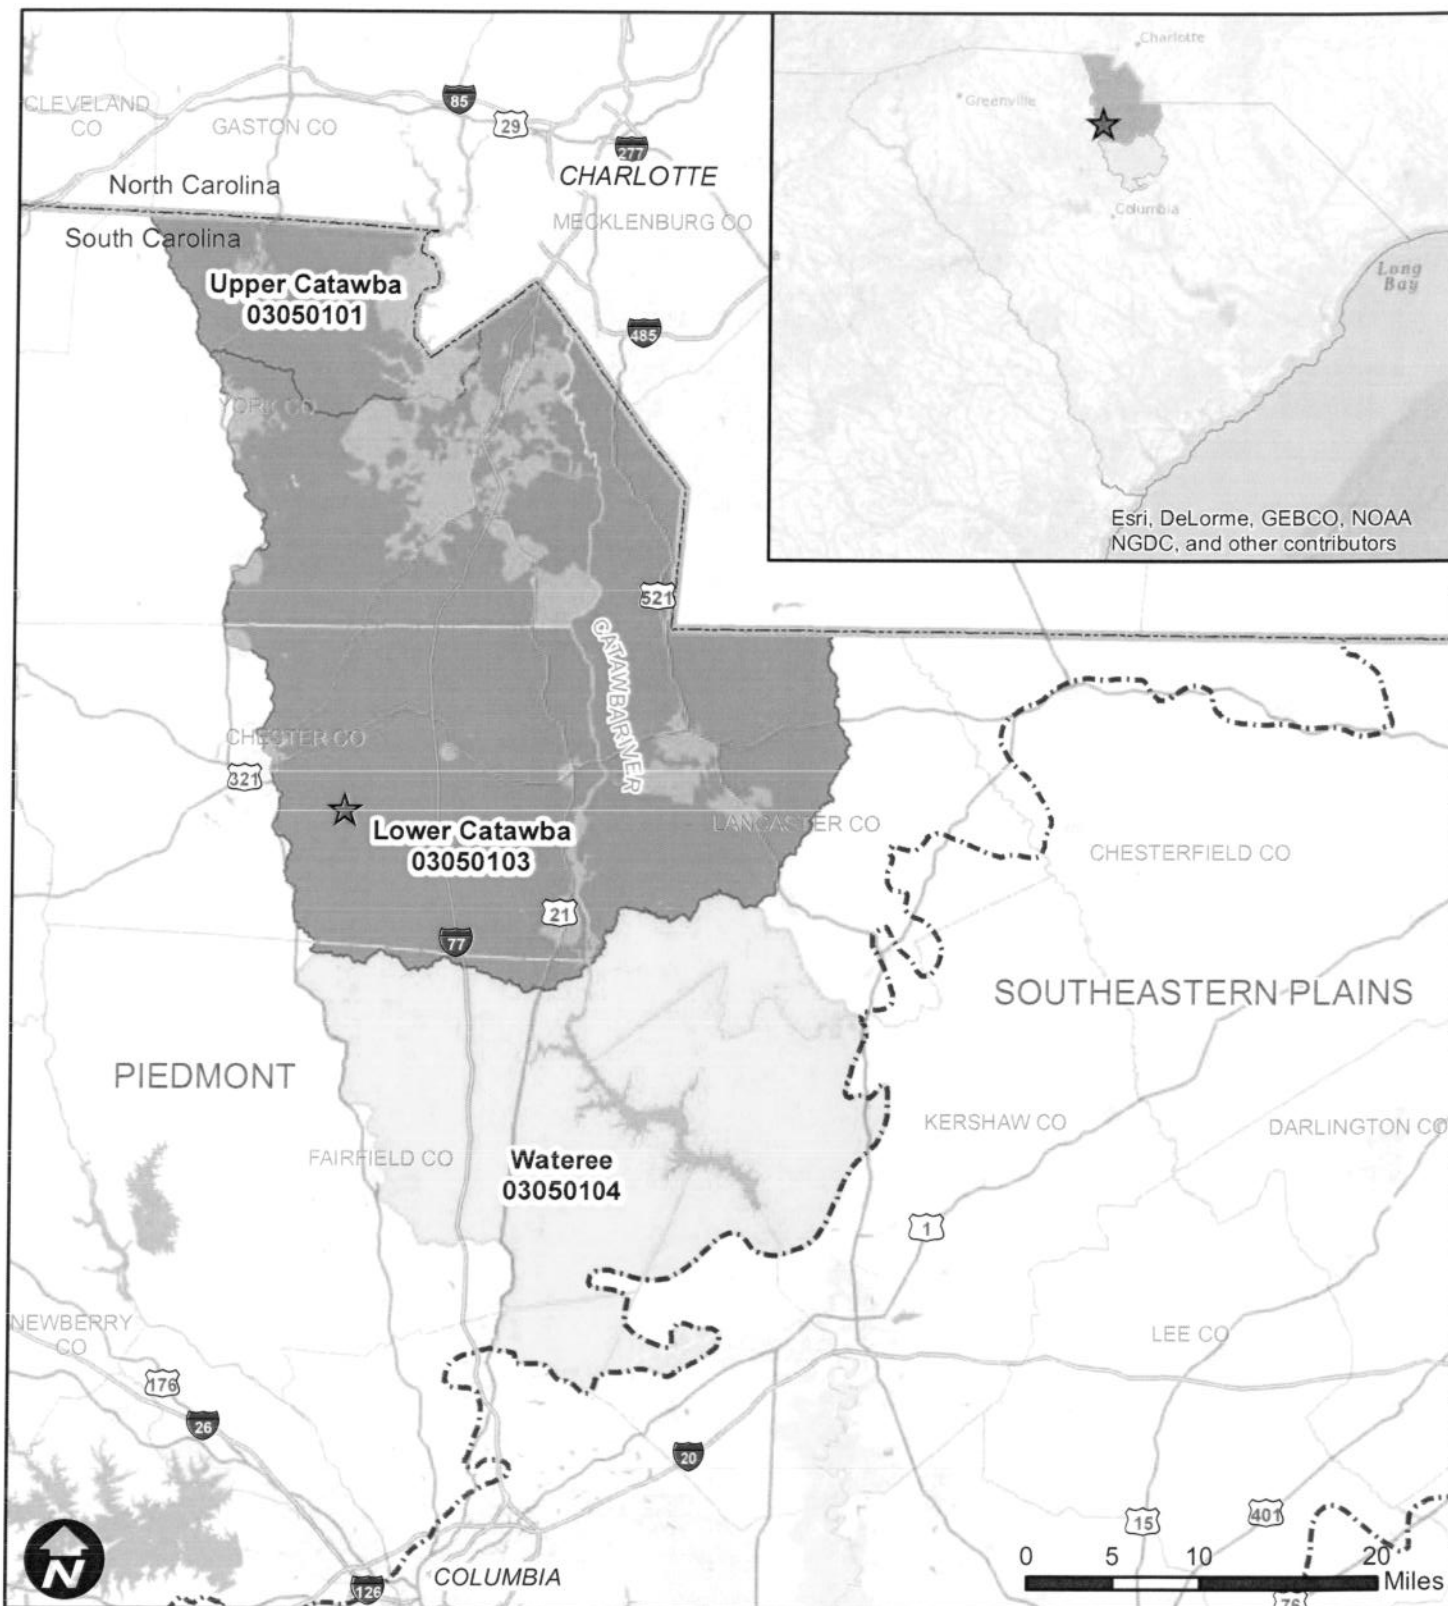 CLEVELAND
CO
GASTON CO
85
29
277
CHARLOTTE
North Carolina
South Carolina
MECKLENBURG CO
Upper Catawba
03050101
485
YORK CO
521
CATAWBA RIVER
CHESTER CO
321
Lower Catawba
03050103
LANCASTER CO
CHESTERFIELD CO
21
77
SOUTHEASTERN PLAINS
PIEDMONT
KERSHAW CO
DARLINGTON CO
FAIRFIELD CO
Wateree
03050104
1
NEWBERRY
CO
LEE CO
176
26
20
15
401
N
126
COLUMBIA
0 5 10 20
Miles
76
Charlotte
Greenville
Columbia
Long
Bay
Esri, DeLorme, GEBCO, NOAA
NGDC, and other contributors